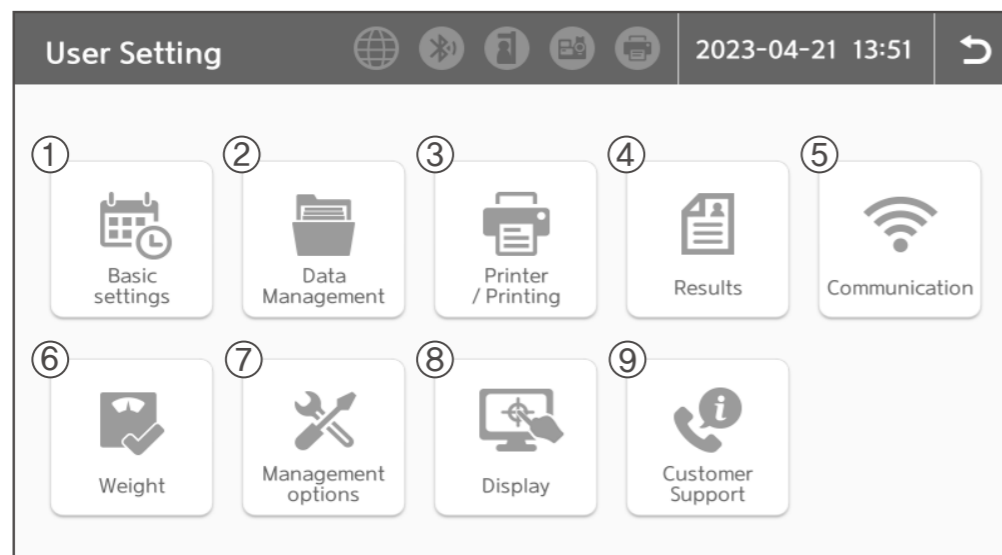 User Setting
2023-04-21 13:51
① ② ③ ④ ⑤
Basic
settings
Data
Management
Printer
/ Printing
Results
Communication
⑥ ⑦ ⑧ ⑨
Weight
Management
options
Display
Customer
Support